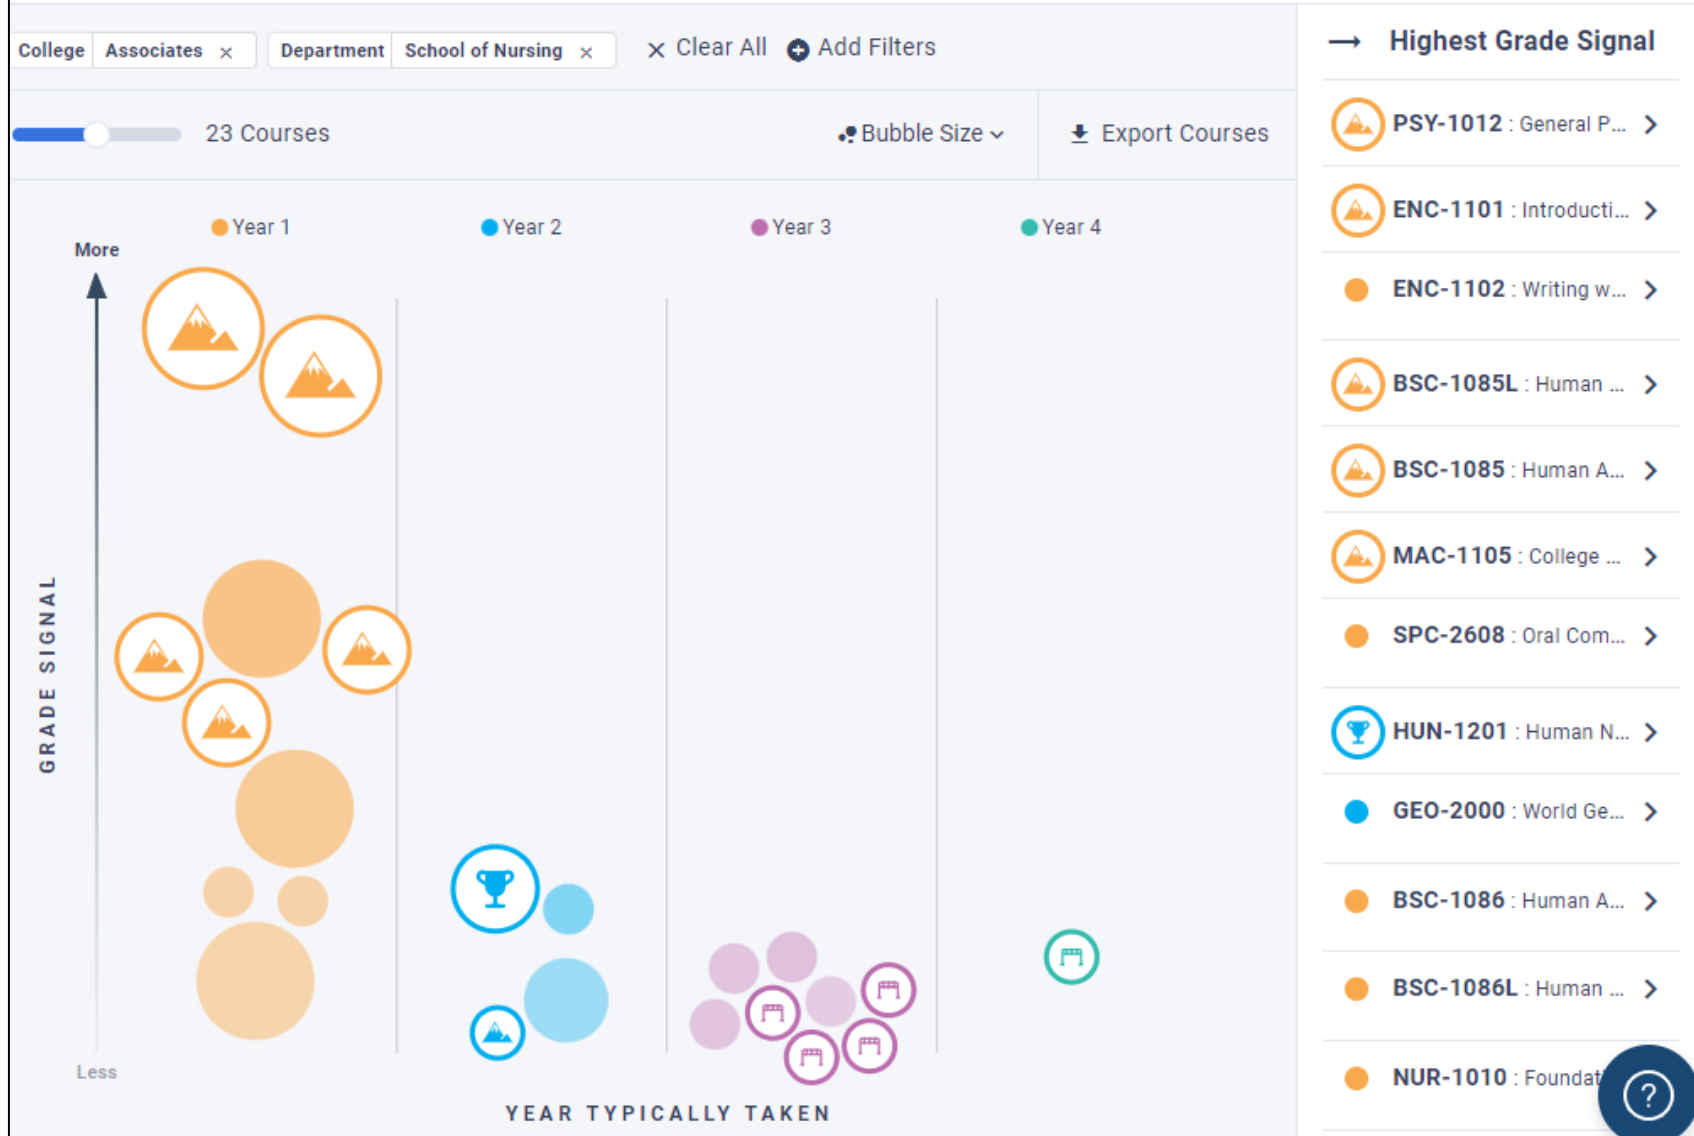 College Associates × Department School of Nursing × × Clear All Add Filters
23 Courses Bubble Size Export Courses
Year 1 Year 2 Year 3 Year 4
More
GRADE SIGNAL
Less
YEAR TYPICALLY TAKEN
→ Highest Grade Signal
PSY-1012 : General P...
ENC-1101 : Introducti...
ENC-1102 : Writing w...
BSC-1085L : Human ...
BSC-1085 : Human A...
MAC-1105 : College ...
SPC-2608 : Oral Com...
HUN-1201 : Human N...
GEO-2000 : World Ge...
BSC-1086 : Human A...
BSC-1086L : Human ...
NUR-1010 : Foundat
?